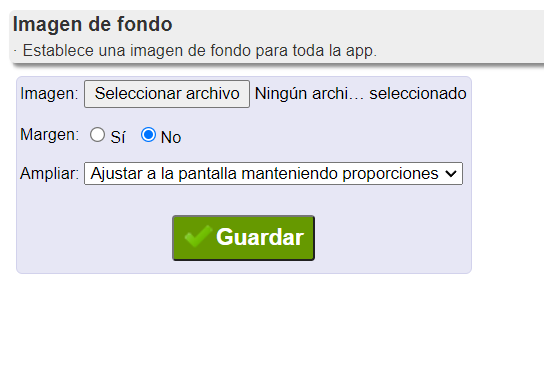 Imagen de fondo
· Establece una imagen de fondo para toda la app.
Imagen: Seleccionar archivo Ningún archi… seleccionado
Margen: Sí No
Ampliar: Ajustar a la pantalla manteniendo proporciones
Guardar